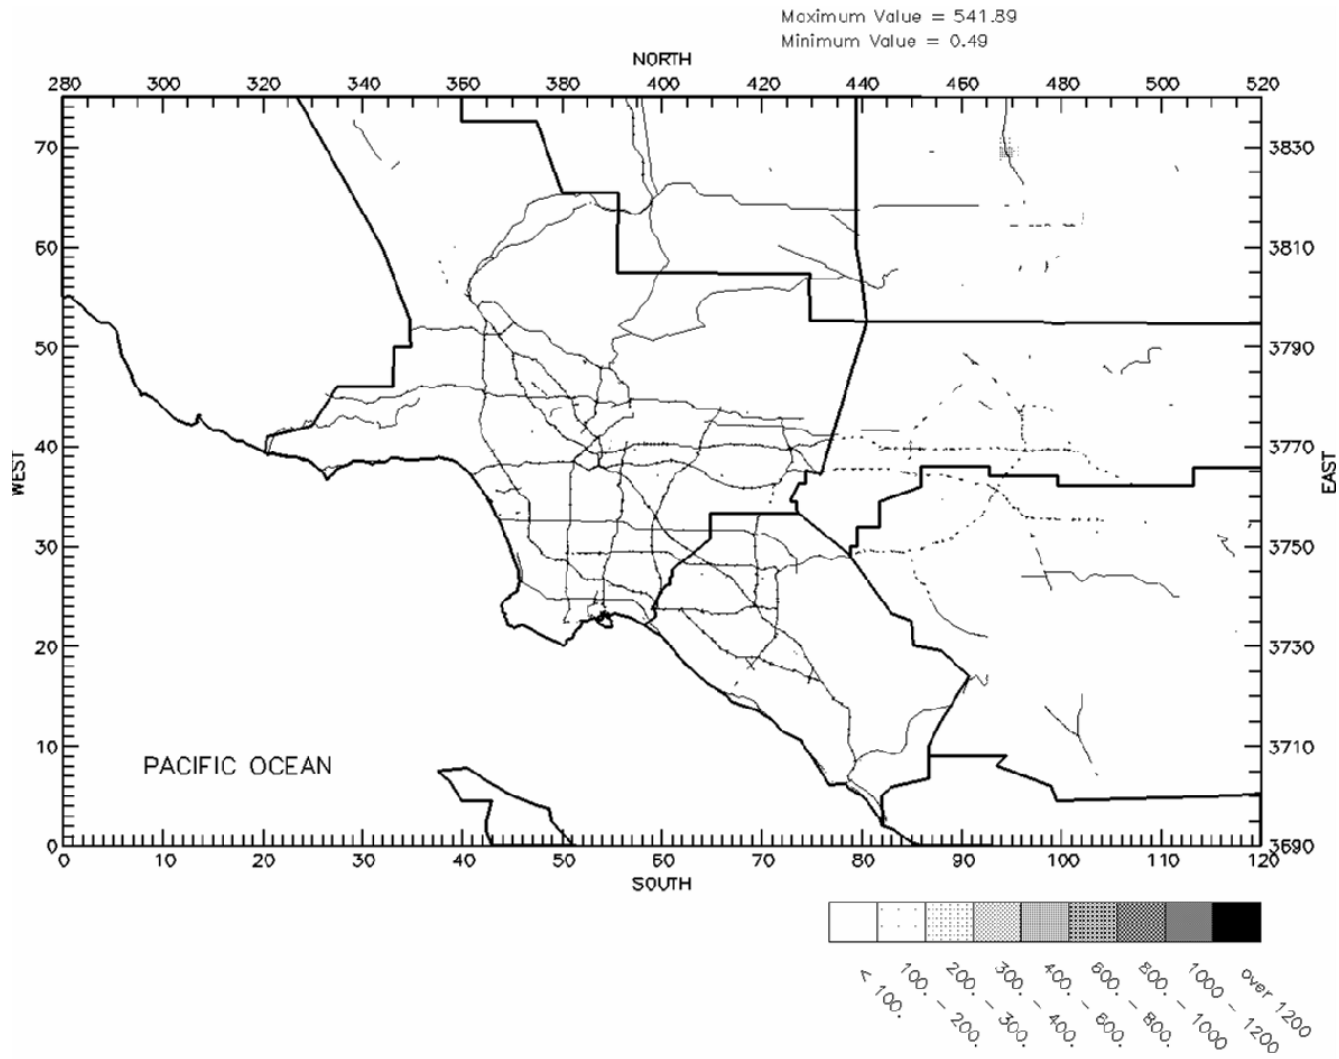 Maximum Value = 541.89
Minimum Value = 0.49
NORTH
280 300 320 340 360 380 400 420 440 460 480 500 520
70 3830
60 3810
50 3790
40 3770
WEST EAST
30 3750
20 3730
10 3710
PACIFIC OCEAN
0 3690
0 10 20 30 40 50 60 70 80 90 100 110 120
SOUTH
< 100.
100. - 200.
200. - 300.
300. - 400.
400. - 600.
600. - 800.
800. - 1000
1000 - 1200
over 1200